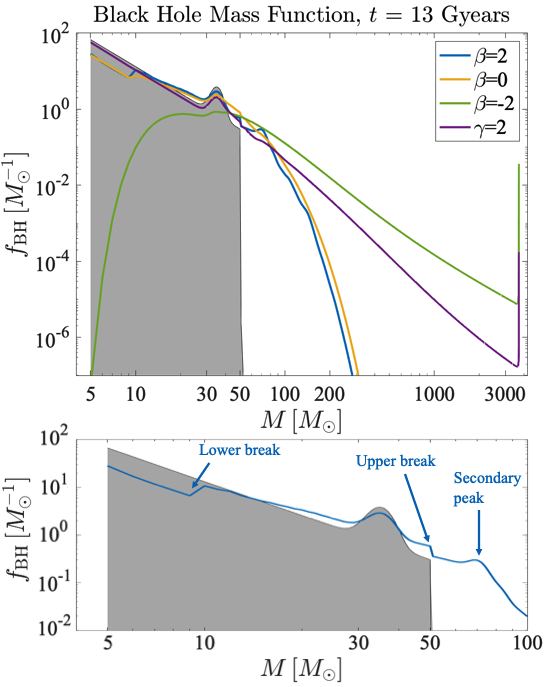 Black Hole Mass Function, t = 13 Gyears
f_BH [M_⊙^−1]
10^2
10^0
10^-2
10^-4
10^-6
β=2
β=0
β=-2
γ=2
5 10 30 50 100 200 1000 3000
M [M_⊙]
f_BH [M_⊙^−1]
10^2
10^1
10^0
10^-1
10^-2
Lower break
Upper break
Secondary
peak
5 10 30 50 100
M [M_⊙]